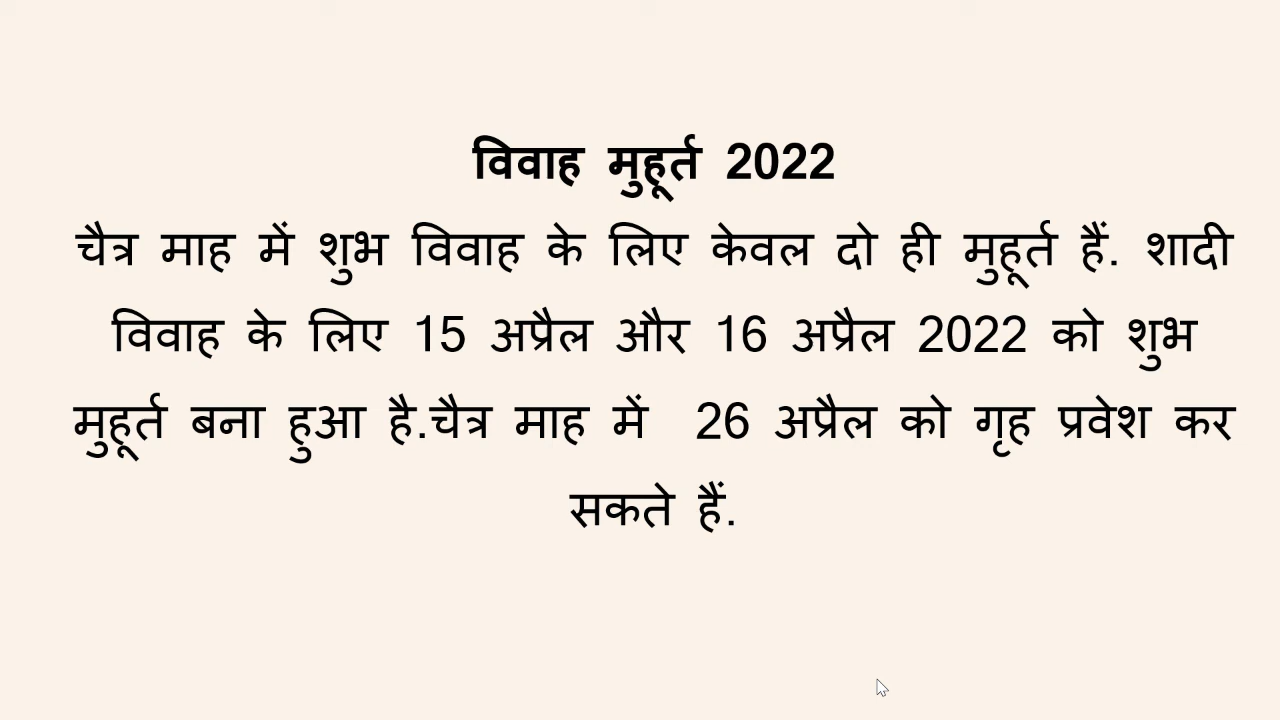 विवाह मुहूर्त 2022
चैत्र माह में शुभ विवाह के लिए केवल दो ही मुहूर्त हैं. शादी
विवाह के लिए 15 अप्रैल और 16 अप्रैल 2022 को शुभ
मुहूर्त बना हुआ है.चैत्र माह में 26 अप्रैल को गृह प्रवेश कर
सकते हैं.